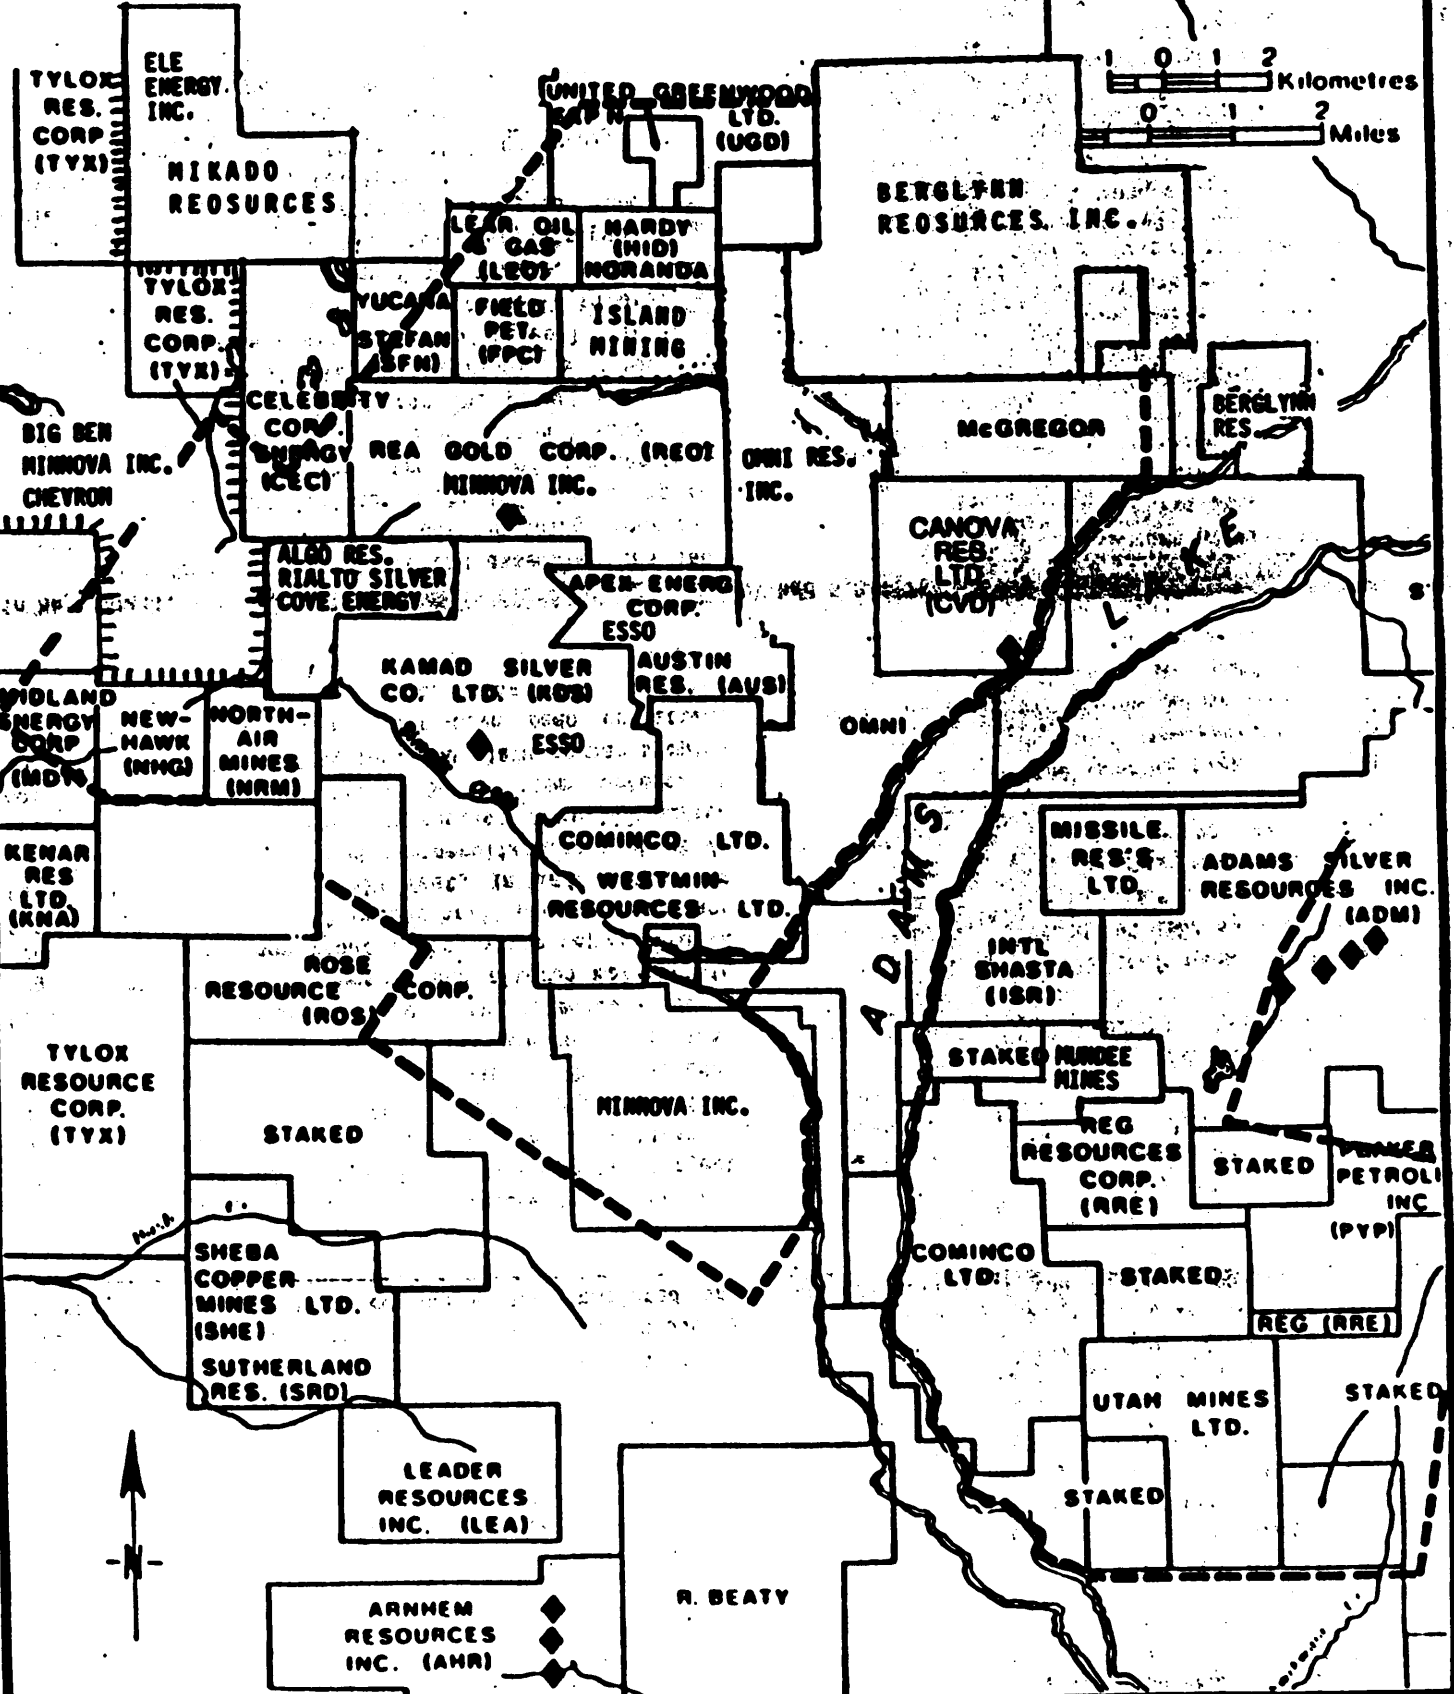 1 0 1 2
Kilometres
0 1 2
Miles
TYLOX
RES.
CORP
(TYX)
ELE
ENERGY
INC.
MIKADO
REOSURCES
UNITED GREENWOOD
LTD.
(UGD)
BERGLYNN
REOSURCES INC.
LEAR OIL
& GAS
(LEO)
HARDY
(HID)
NORANDA
TYLOX
RES.
CORP.
(TYX)
YUCANA
STEFAN
(SFN)
FIELD
PET.
(FPC)
ISLAND
MINING
CELEBRITY
CORP.
ENERGY
(CEC)
REA GOLD CORP. (REO)
MINNOVA INC.
OMNI RES.
INC.
McGREGOR
BERGLYNN
RES.
BIG BEN
MINNOVA INC.
CHEVRON
CANOVA
RES.
LTD.
(CVD)
ALGO RES.
RIALTO SILVER
COVE ENERGY
APEX ENERG
CORP.
ESSO
S
KAMAD SILVER
CO. LTD. (KDS)
ESSO
AUSTIN
RES. (AUS)
OMNI
MIDLAND
ENERGY
CORP
(MDY)
NEW-
HAWK
(NHG)
NORTH-
AIR
MINES
(NRM)
ADAMS LAKE
COMINCO LTD.
WESTMIN
RESOURCES LTD.
MISSILE
RES'S
LTD.
ADAMS SILVER
RESOURCES INC.
(ADM)
KENAR
RES
LTD.
(KNA)
ROSE
RESOURCE CORP.
(ROS)
INTL
SHASTA
(ISR)
STAKED
MUNDEE
MINES
TYLOX
RESOURCE
CORP.
(TYX)
STAKED
MINNOVA INC.
REG
RESOURCES
CORP.
(RRE)
STAKED
PETROLI
INC
(PYP)
SHEBA
COPPER
MINES LTD.
(SHE)
SUTHERLAND
RES. (SRD)
COMINCO
LTD.
STAKED
REG (RRE)
UTAH MINES
LTD.
STAKED
STAKED
LEADER
RESOURCES
INC. (LEA)
N
R. BEATY
ARNHEM
RESOURCES
INC. (AHR)